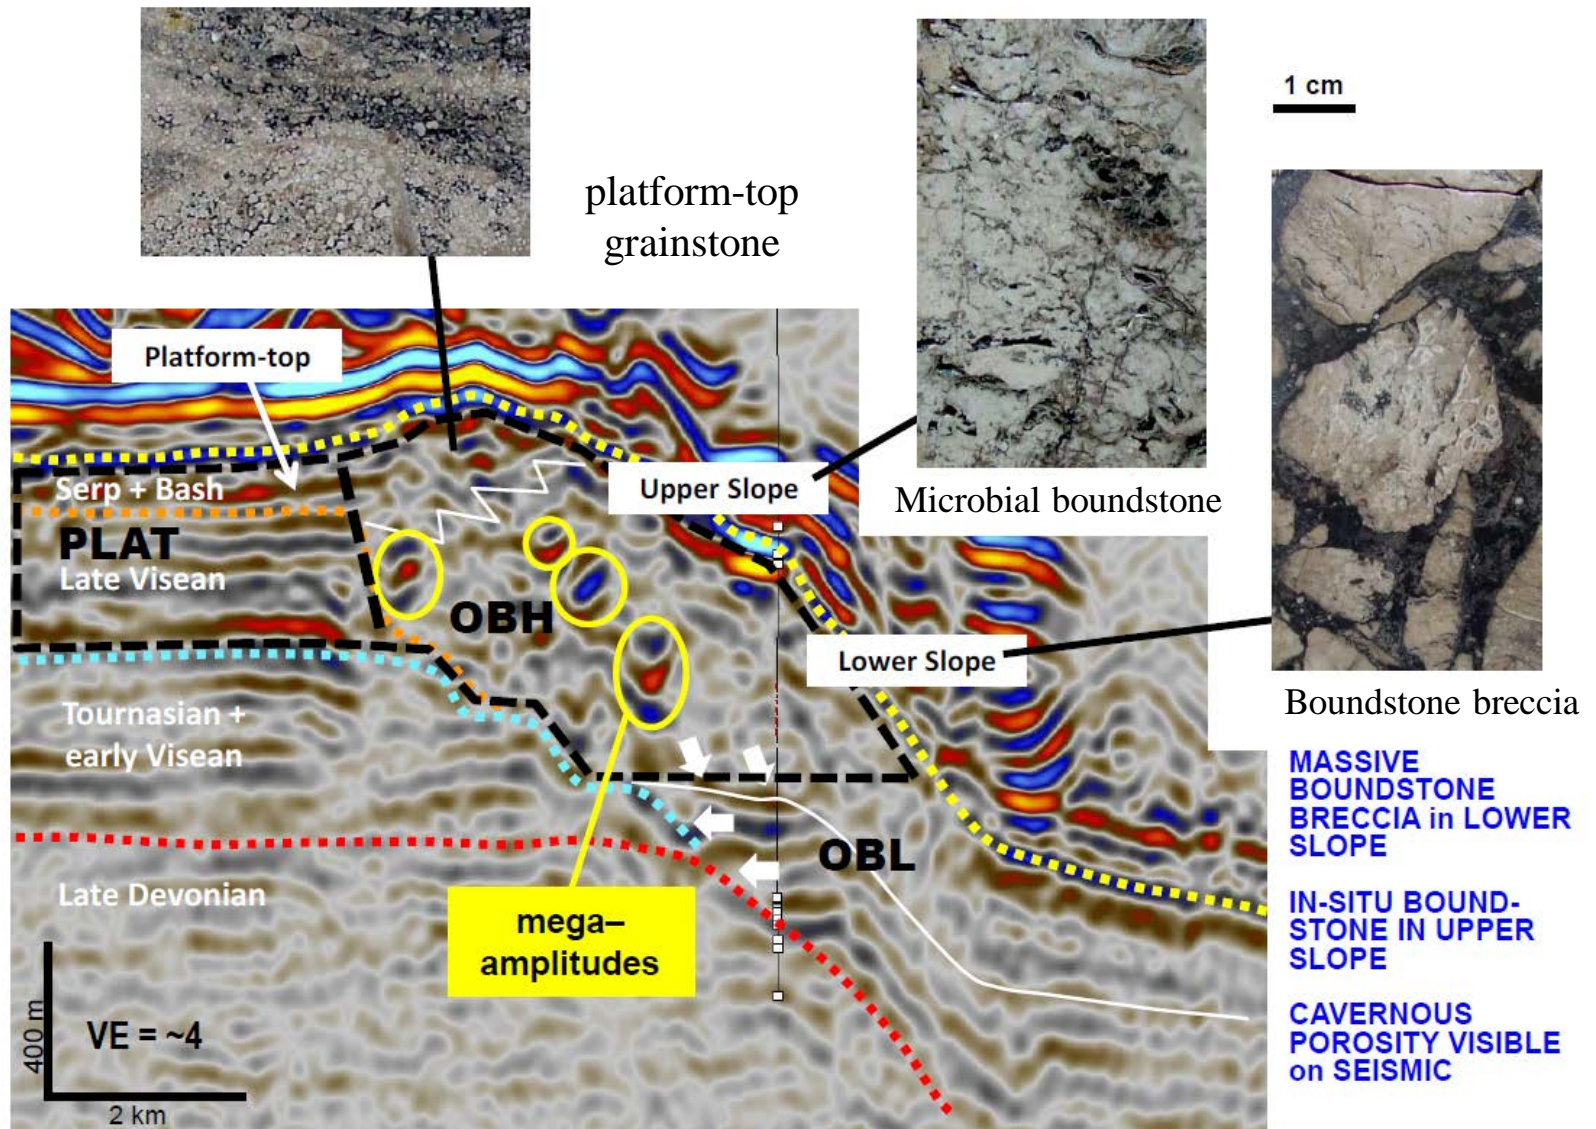 1 cm
platform-top
grainstone
Platform-top
Upper Slope
Microbial boundstone
Serp + Bash
PLAT
Late Visean
OBH
Lower Slope
Boundstone breccia
Tournasian +
early Visean
OBL
Late Devonian
mega–
amplitudes
400 m
VE = ~4
2 km
MASSIVE
BOUNDSTONE
BRECCIA in LOWER
SLOPE
IN-SITU BOUND-
STONE IN UPPER
SLOPE
CAVERNOUS
POROSITY VISIBLE
on SEISMIC